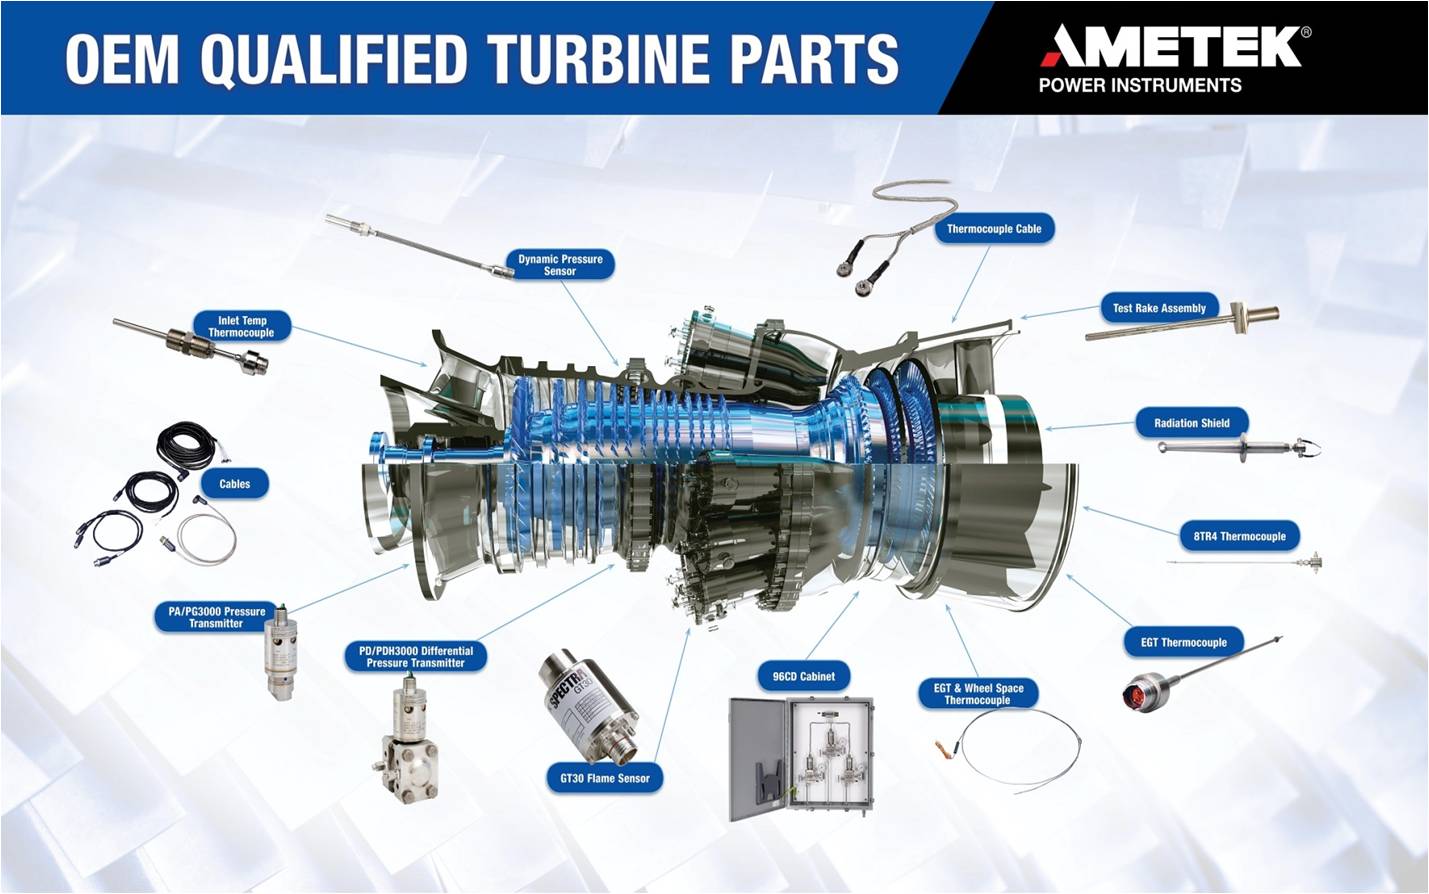 OEM QUALIFIED TURBINE PARTS
AMETEK®
POWER INSTRUMENTS
Thermocouple Cable
Dynamic Pressure
Sensor
Test Rake Assembly
Inlet Temp
Thermocouple
Radiation Shield
Cables
8TR4 Thermocouple
PA/PG3000 Pressure
Transmitter
EGT Thermocouple
PD/PDH3000 Differential
Pressure Transmitter
96CD Cabinet
EGT & Wheel Space
Thermocouple
SPECTRA
GT30
GT30 Flame Sensor